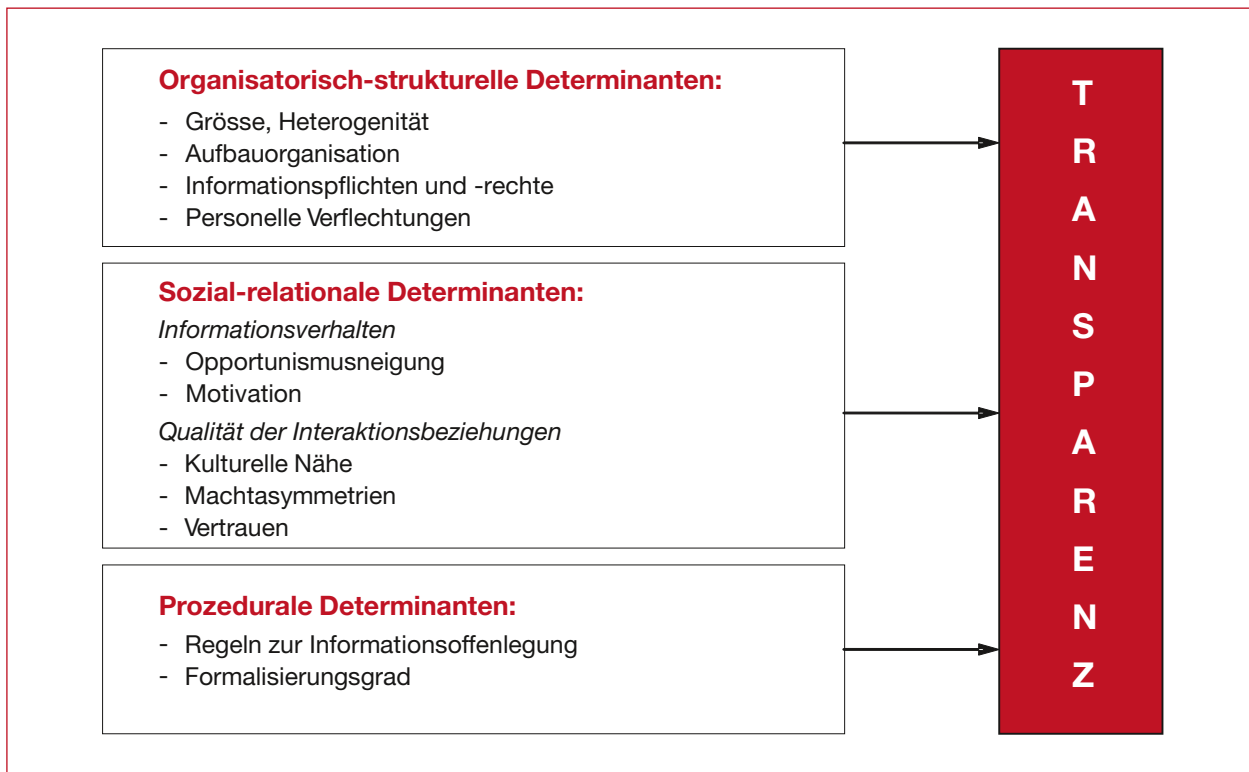 Organisatorisch-strukturelle Determinanten:
- Grösse, Heterogenität
- Aufbauorganisation
- Informationspflichten und -rechte
- Personelle Verflechtungen
Sozial-relationale Determinanten:
Informationsverhalten
- Opportunismusneigung
- Motivation
Qualität der Interaktionsbeziehungen
- Kulturelle Nähe
- Machtasymmetrien
- Vertrauen
Prozedurale Determinanten:
- Regeln zur Informationsoffenlegung
- Formalisierungsgrad
TRANSPARENZ